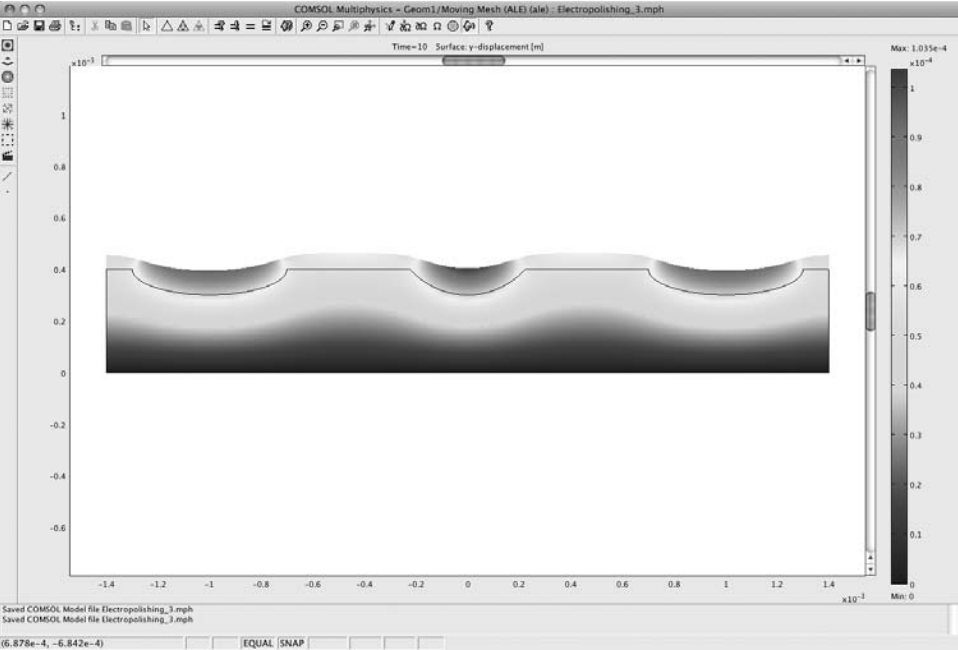 COMSOL Multiphysics - Geom1/Moving Mesh (ALE) (ale) : Electropolishing_3.mph
Time=10 Surface: y-displacement [m]
Max: 1.035e-4
×10⁻³
×10⁻⁴
1
0.8
0.6
0.4
0.2
0
-0.2
-0.4
-0.6
1
0.9
0.8
0.7
0.6
0.5
0.4
0.3
0.2
0.1
0
-1.4 -1.2 -1 -0.8 -0.6 -0.4 -0.2 0 0.2 0.4 0.6 0.8 1 1.2 1.4
×10⁻³
Min: 0
Saved COMSOL Model file Electropolishing_3.mph
Saved COMSOL Model file Electropolishing_3.mph
(6.878e-4, -6.842e-4)
EQUAL SNAP